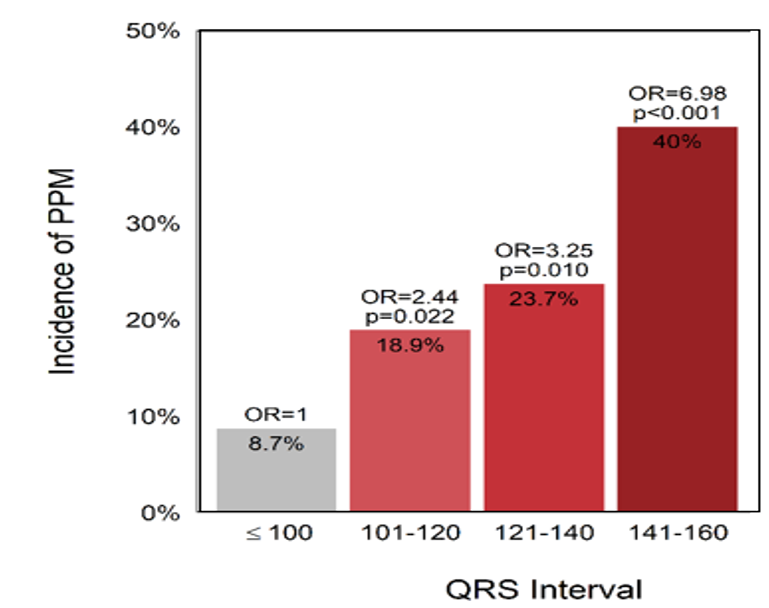 50%
40%
30%
20%
10%
0%
Incidence of PPM
OR=1
8.7%
OR=2.44
p=0.022
18.9%
OR=3.25
p=0.010
23.7%
OR=6.98
p<0.001
40%
≤ 100
101-120
121-140
141-160
QRS Interval